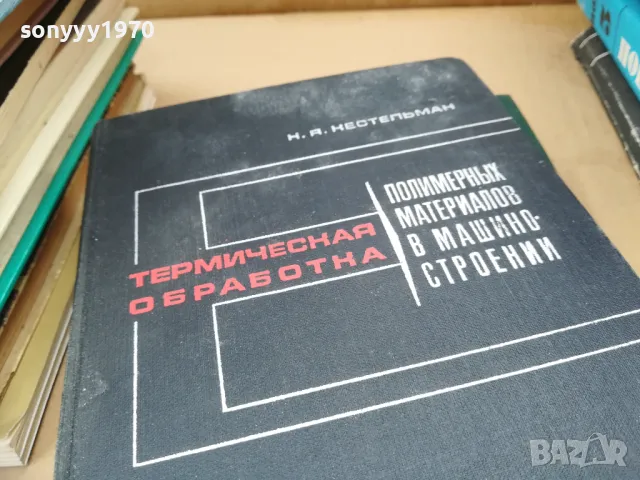 sonyyy1970
Н. Я. НЕСТЕЛЬМАН
ТЕРМИЧЕСКАЯ
ОБРАБОТКА
ПОЛИМЕРНЫХ
МАТЕРИАЛОВ
В МАШИНО-
СТРОЕНИИ
BAZAR